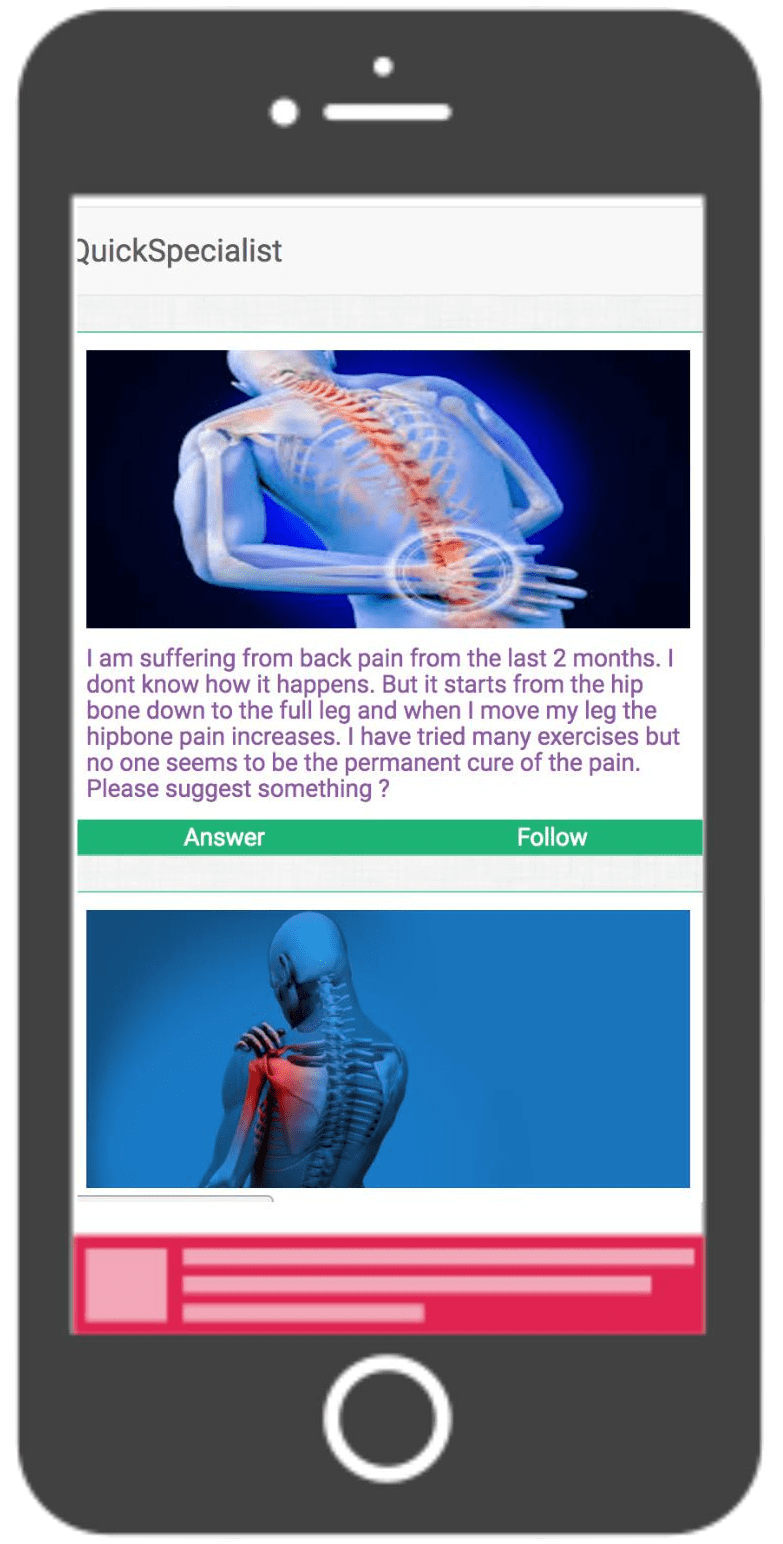 QuickSpecialist
I am suffering from back pain from the last 2 months. I
dont know how it happens. But it starts from the hip
bone down to the full leg and when I move my leg the
hipbone pain increases. I have tried many exercises but
no one seems to be the permanent cure of the pain.
Please suggest something ?
Answer Follow